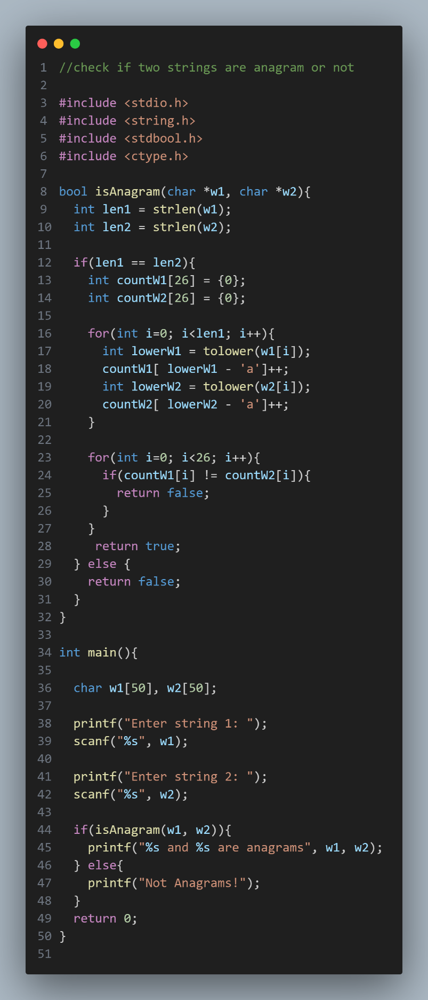 1 //check if two strings are anagram or not
2
3 #include <stdio.h>
4 #include <string.h>
5 #include <stdbool.h>
6 #include <ctype.h>
7
8 bool isAnagram(char *w1, char *w2){
9   int len1 = strlen(w1);
10   int len2 = strlen(w2);
11
12   if(len1 == len2){
13     int countW1[26] = {0};
14     int countW2[26] = {0};
15
16     for(int i=0; i<len1; i++){
17       int lowerW1 = tolower(w1[i]);
18       countW1[ lowerW1 - 'a']++;
19       int lowerW2 = tolower(w2[i]);
20       countW2[ lowerW2 - 'a']++;
21     }
22
23     for(int i=0; i<26; i++){
24       if(countW1[i] != countW2[i]){
25         return false;
26       }
27     }
28      return true;
29   } else {
30     return false;
31   }
32 }
33
34 int main(){
35
36   char w1[50], w2[50];
37
38   printf("Enter string 1: ");
39   scanf("%s", w1);
40
41   printf("Enter string 2: ");
42   scanf("%s", w2);
43
44   if(isAnagram(w1, w2)){
45     printf("%s and %s are anagrams", w1, w2);
46   } else{
47     printf("Not Anagrams!");
48   }
49   return 0;
50 }
51